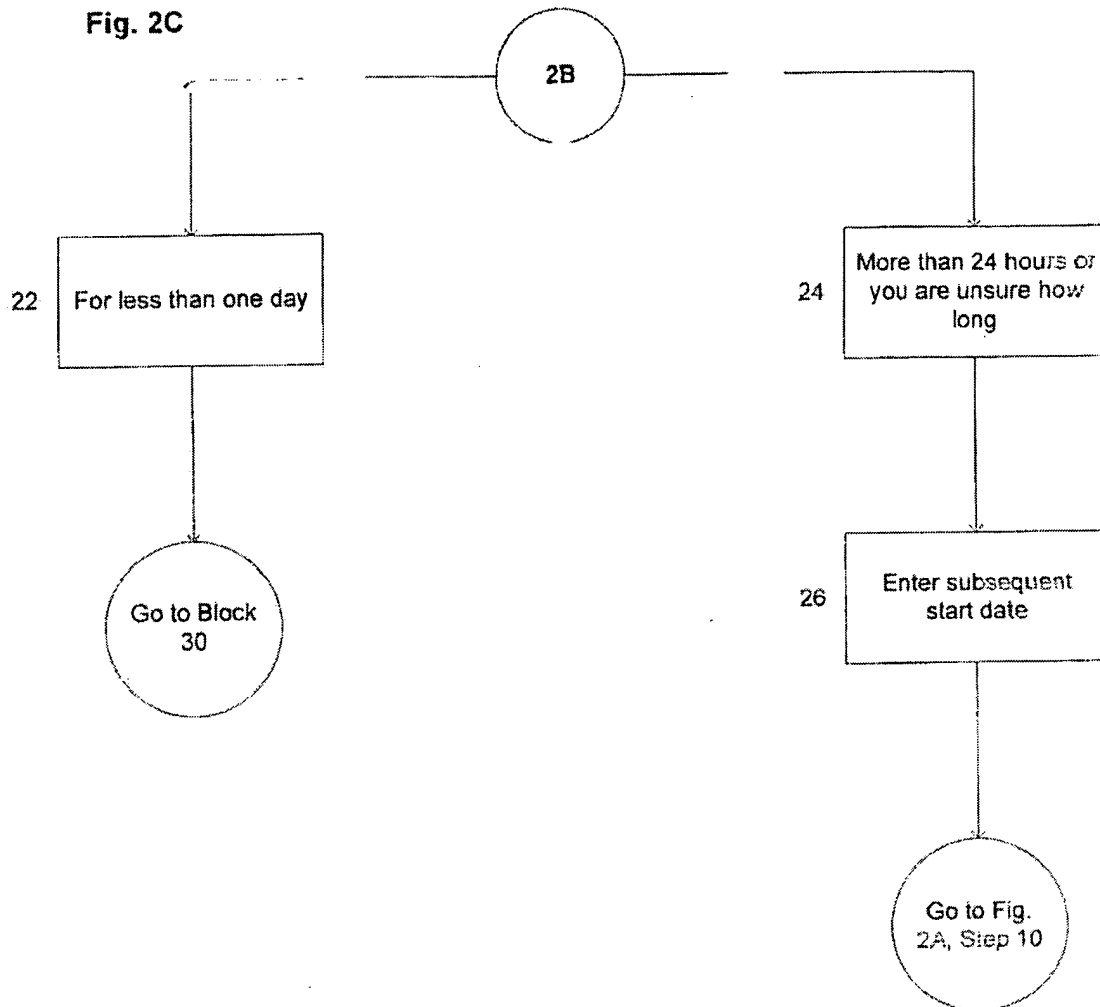 Fig. 2C
2B
22
For less than one day
24
More than 24 hours or
you are unsure how
long
Go to Block
30
26
Enter subsequent
start date
Go to Fig.
2A, Step 10